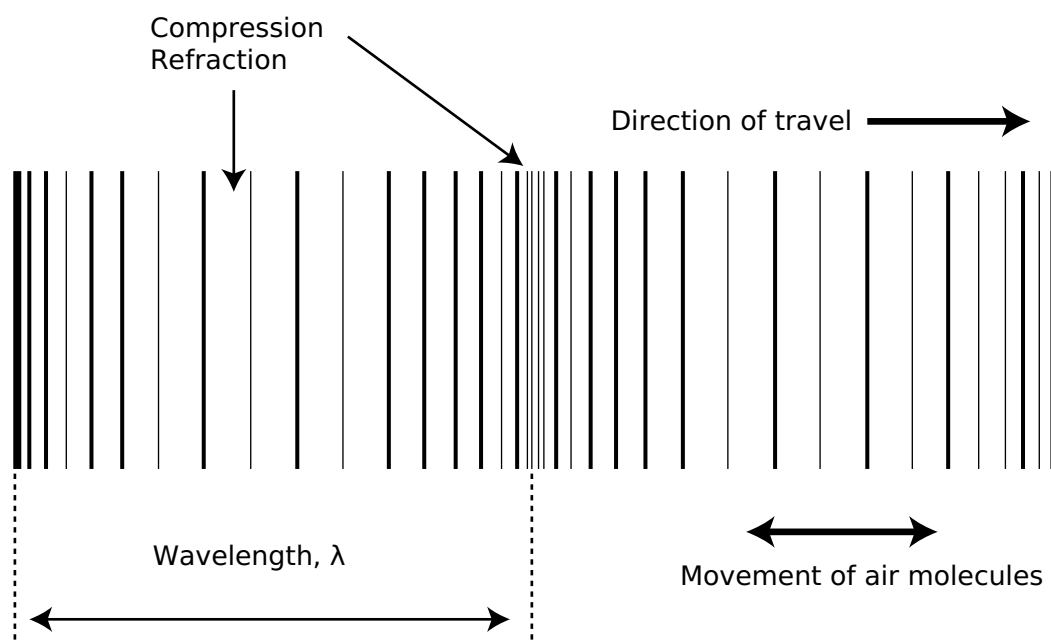 Compression
Refraction
Direction of travel
Wavelength, λ
Movement of air molecules